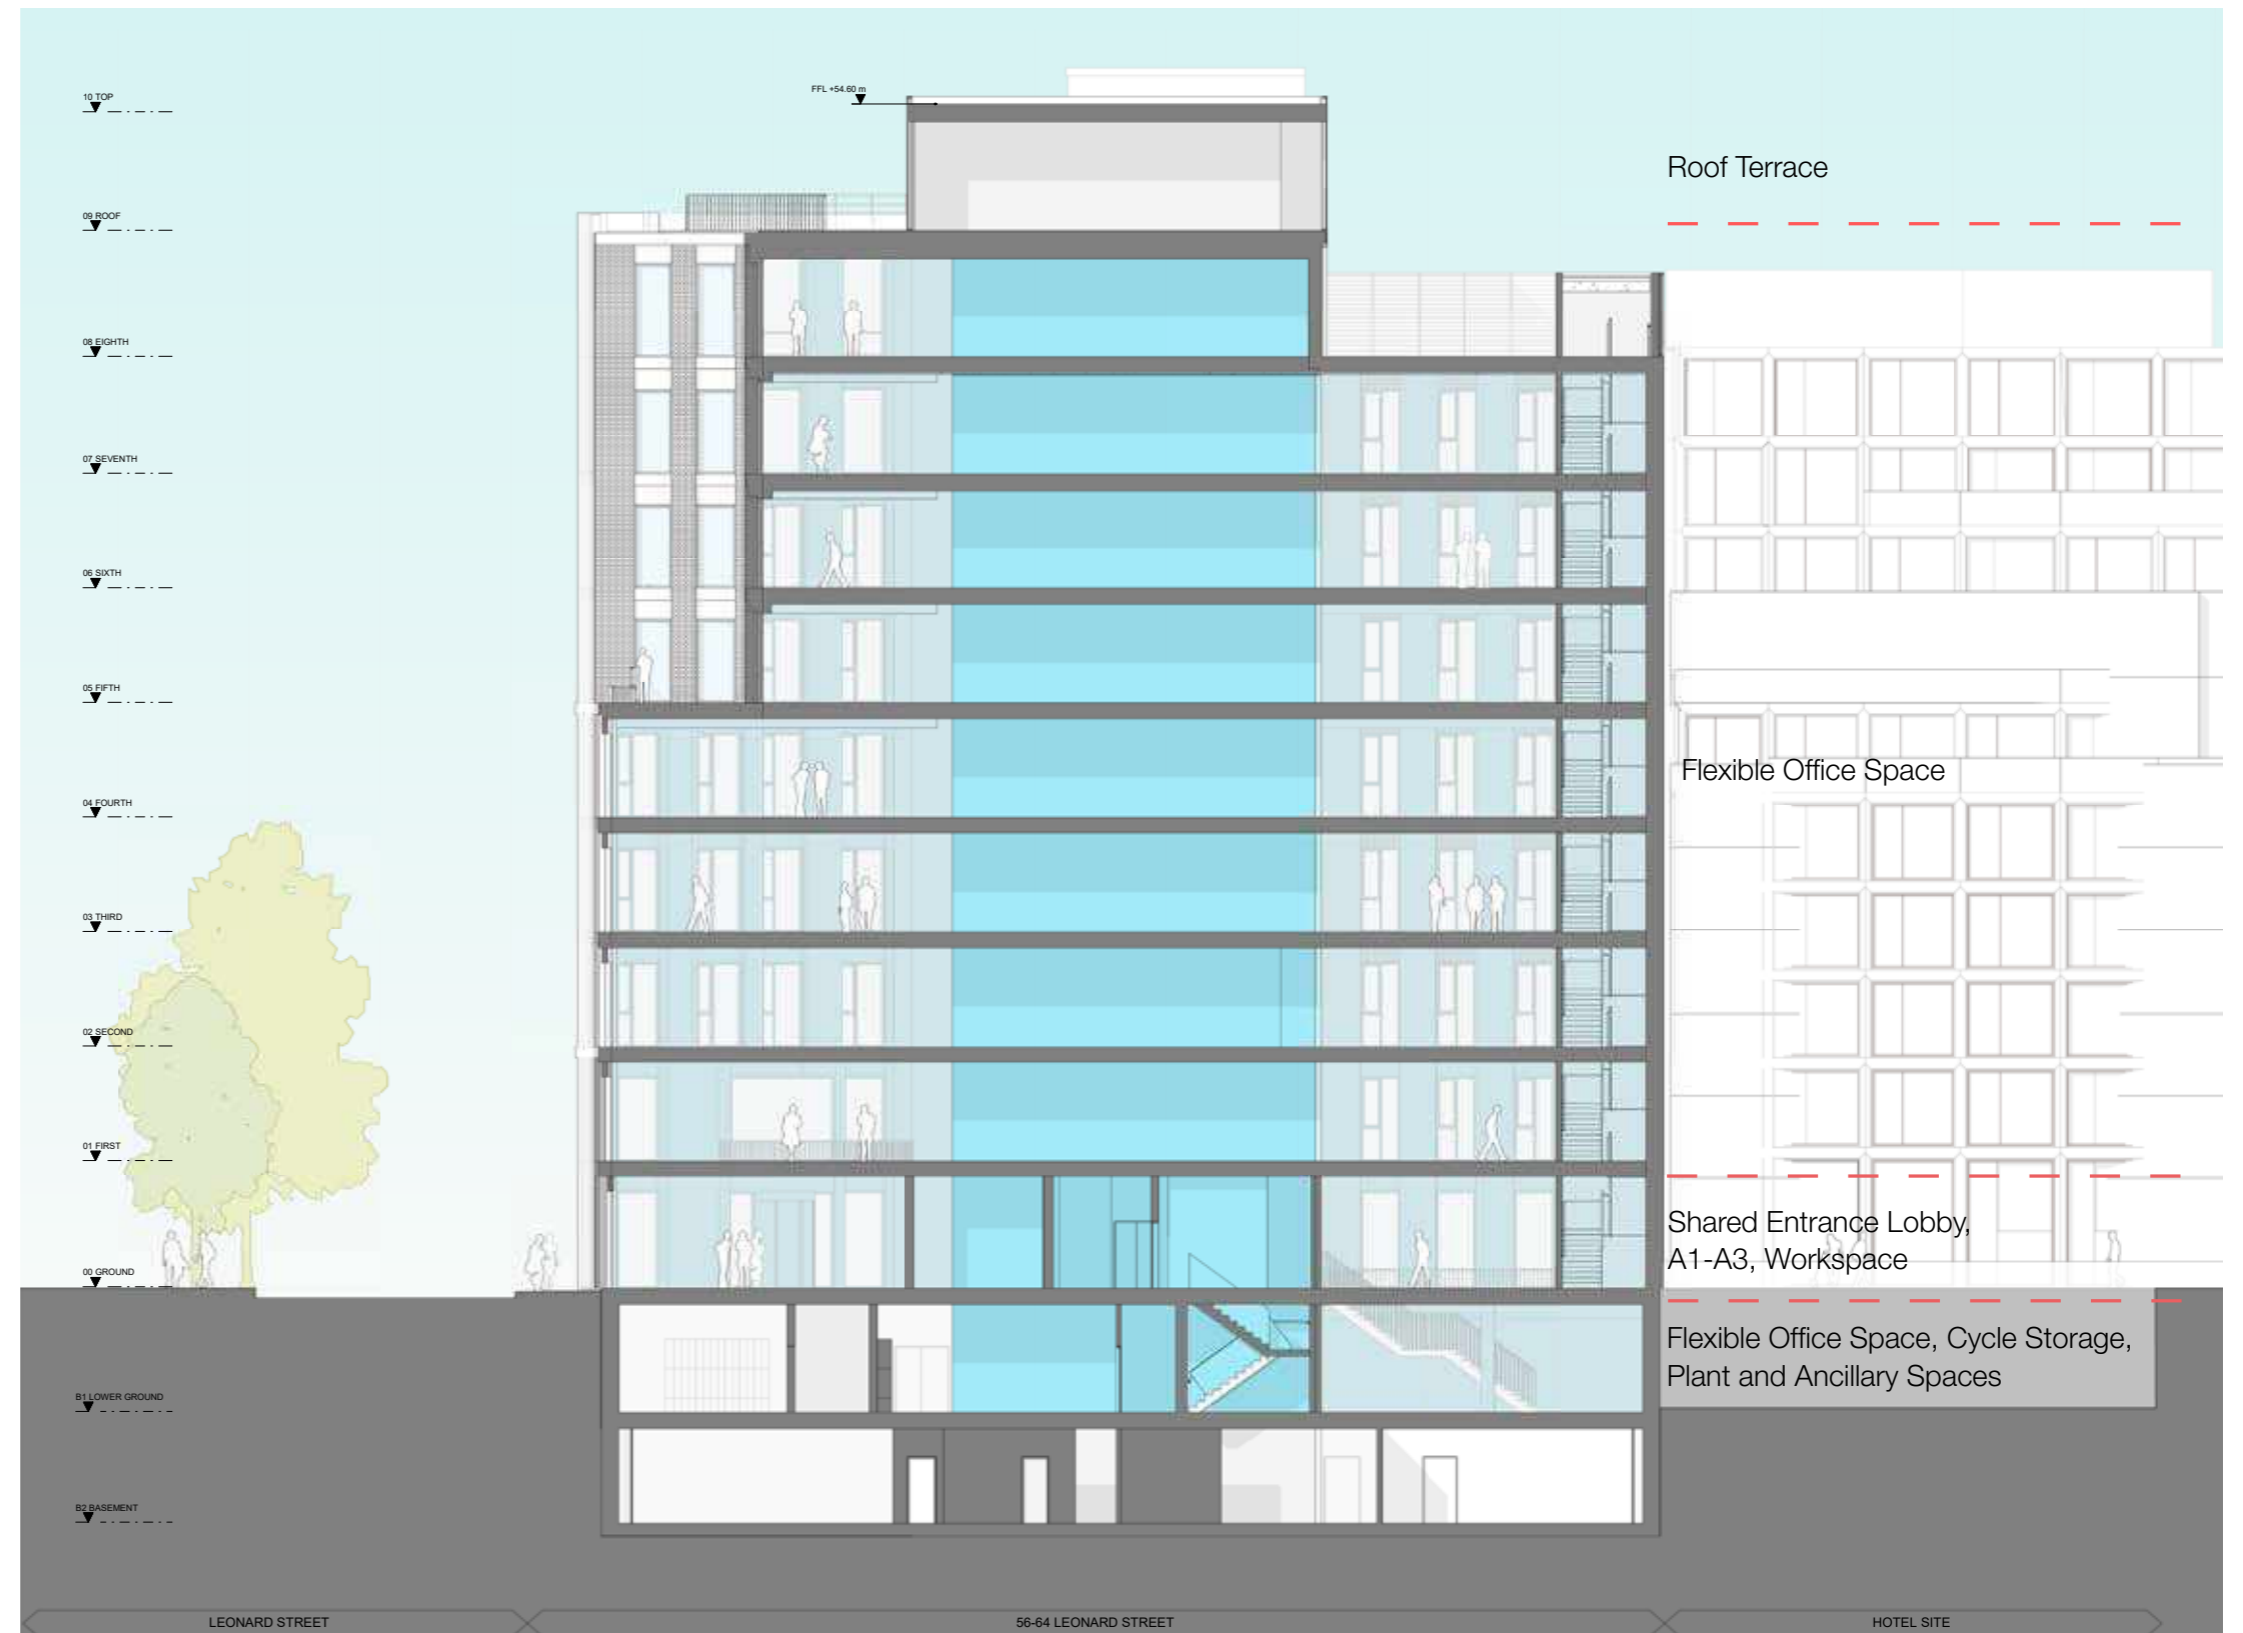 10 TOP
FFL +54.60 m
Roof Terrace
09 ROOF
08 EIGHTH
07 SEVENTH
06 SIXTH
05 FIFTH
Flexible Office Space
04 FOURTH
03 THIRD
02 SECOND
01 FIRST
Shared Entrance Lobby,
A1-A3, Workspace
00 GROUND
Flexible Office Space, Cycle Storage,
Plant and Ancillary Spaces
B1 LOWER GROUND
B2 BASEMENT
LEONARD STREET
56-64 LEONARD STREET
HOTEL SITE